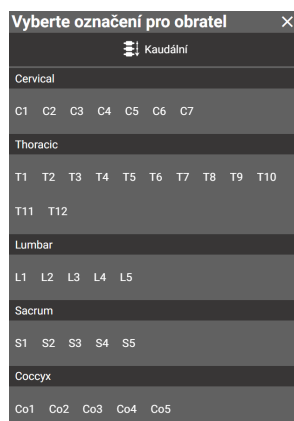 Vyberte označení pro obratel ×
Kaudální
Cervical
C1 C2 C3 C4 C5 C6 C7
Thoracic
T1 T2 T3 T4 T5 T6 T7 T8 T9 T10
T11 T12
Lumbar
L1 L2 L3 L4 L5
Sacrum
S1 S2 S3 S4 S5
Coccyx
Co1 Co2 Co3 Co4 Co5